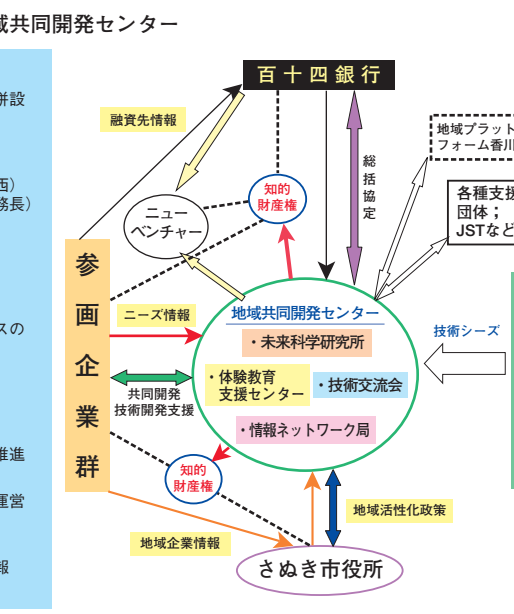 域共同開発センター
併設
西）
務長）
スの
推進
運営
報
百十四銀行
融資先情報
総括協定
地域プラット
フォーム香川
各種支援
団体；
JSTなど
知的
財産権
ニュー
ベンチャー
参画企業群
ニーズ情報
地域共同開発センター
・未来科学研究所
・体験教育
支援センター
・技術交流会
・情報ネットワーク局
技術シーズ
共同開発
技術開発支援
知的
財産権
地域活性化政策
地域企業情報
さぬき市役所